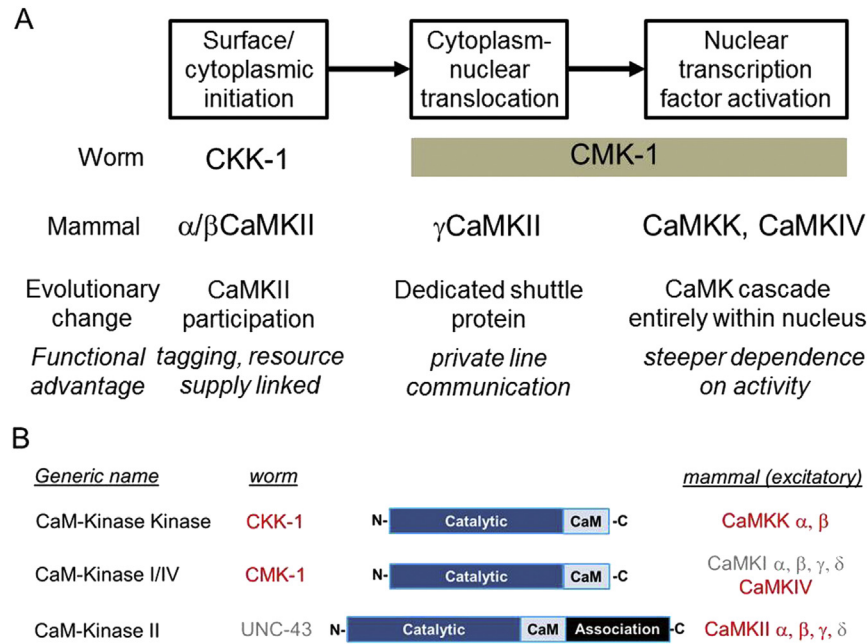 A
Surface/ cytoplasmic initiation
Cytoplasm- nuclear translocation
Nuclear transcription factor activation
Worm CKK-1 CMK-1
Mammal α/βCaMKII γCaMKII CaMKK, CaMKIV
Evolutionary change CaMKII participation Dedicated shuttle protein CaMK cascade entirely within nucleus
Functional advantage tagging, resource supply linked private line communication steeper dependence on activity
B
Generic name worm mammal (excitatory)
CaM-Kinase Kinase CKK-1 N- Catalytic CaM -C CaMKK α, β
CaM-Kinase I/IV CMK-1 N- Catalytic CaM -C CaMKI α, β, γ, δ
CaMKIV
CaM-Kinase II UNC-43 N- Catalytic CaM Association -C CaMKII α, β, γ, δ